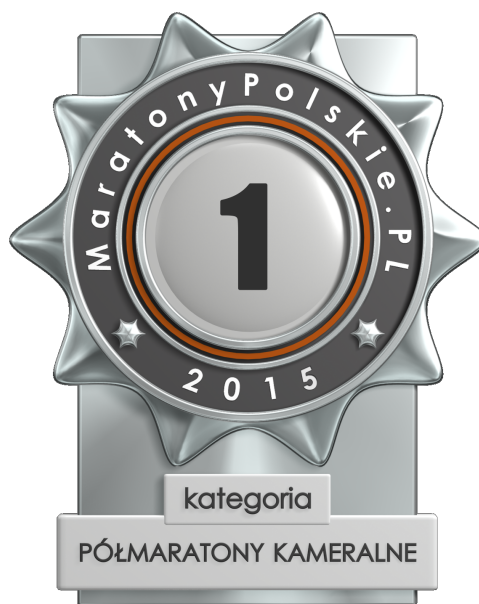 MaratonyPolskie.PL
1
2015
kategoria
PÓŁMARATONY KAMERALNE